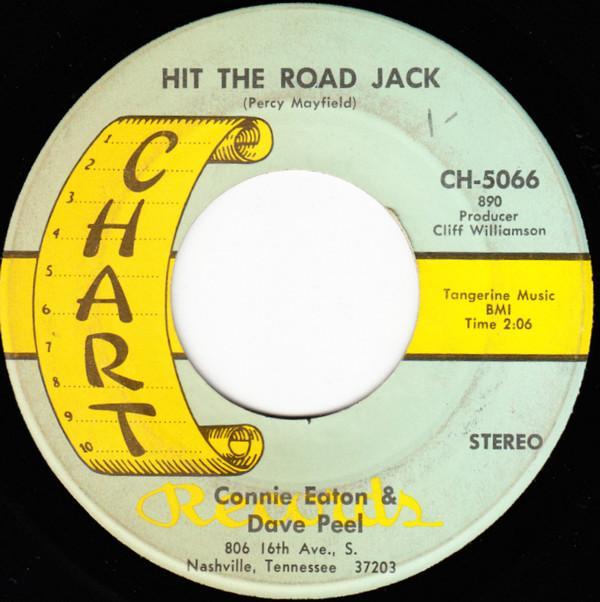 HIT THE ROAD JACK
(Percy Mayfield)
1
2
3
4
5
6
7
8
9
10
CHART
CH-5066
890
Producer
Cliff Williamson
Tangerine Music
BMI
Time 2:06
STEREO
Records
Connie Eaton &
Dave Peel
806 16th Ave., S.
Nashville, Tennessee 37203